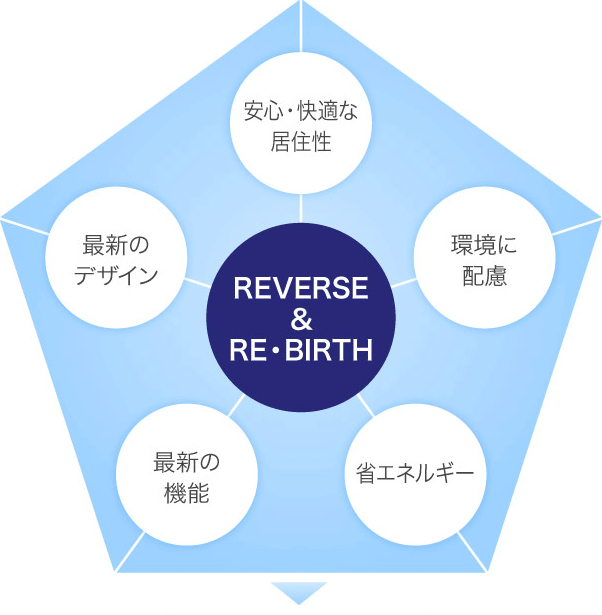 安心・快適な
居住性
最新の
デザイン
環境に
配慮
REVERSE
&
RE・BIRTH
最新の
機能
省エネルギー